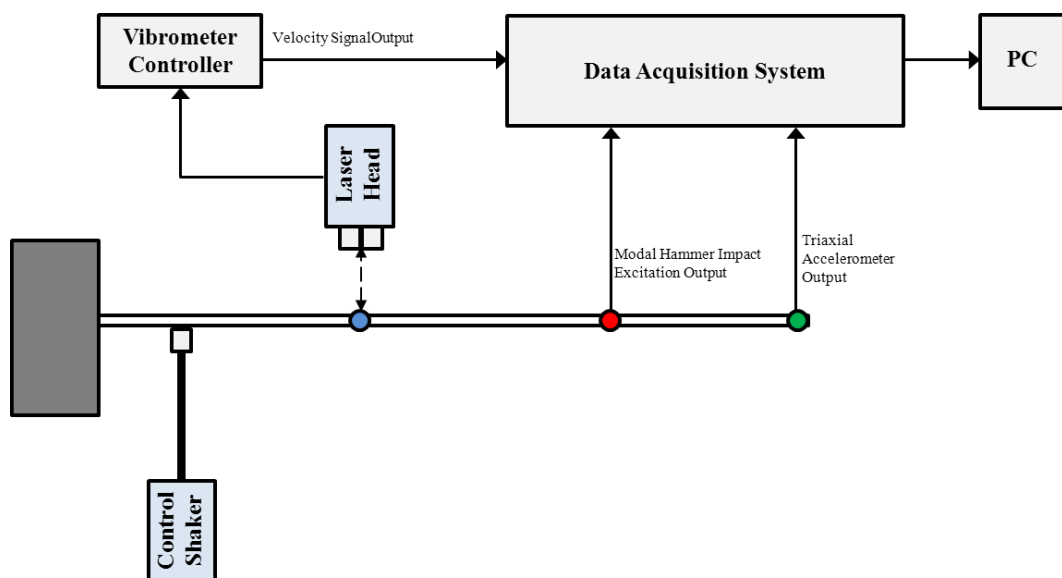 Vibrometer
Controller
Velocity SignalOutput
Data Acquisition System
PC
Laser
Head
Modal Hammer Impact
Excitation Output
Triaxial
Accelerometer
Output
Control
Shaker